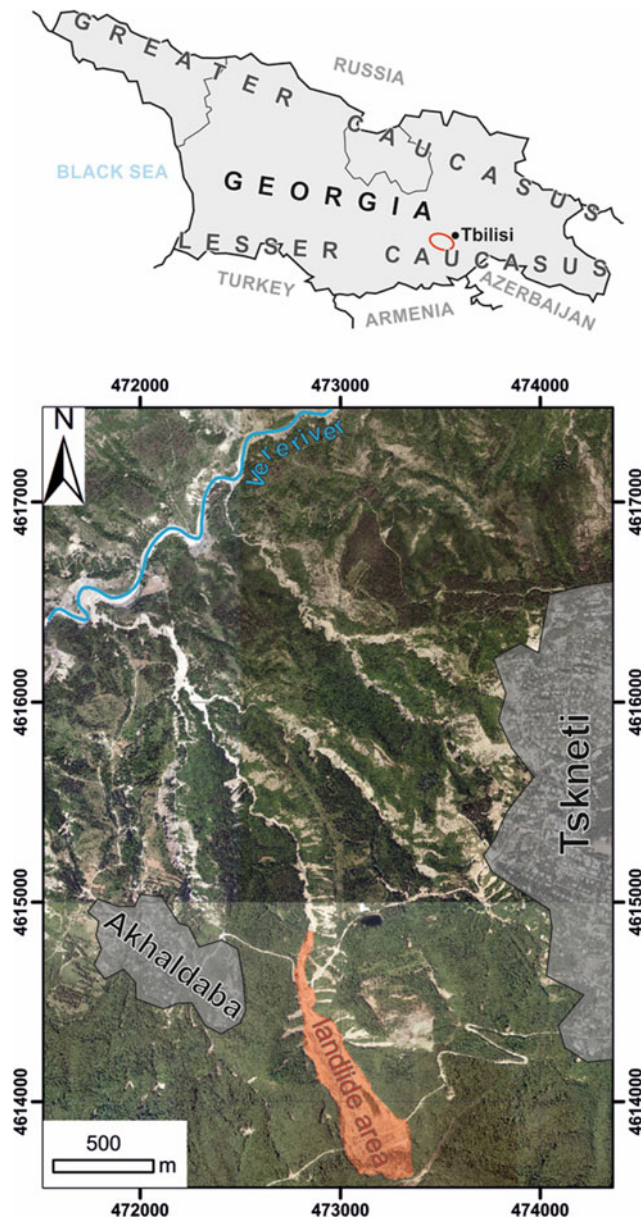 GREATER CAUCASUS
RUSSIA
BLACK SEA
GEORGIA
Tbilisi
LESSER CAUCASUS
TURKEY
ARMENIA
AZERBAIJAN
472000 473000 474000
N
Vere river
4617000 4617000
4616000 4616000
Tskneti
4615000 4615000
Akhaldaba
landlide area
4614000 4614000
500
m
472000 473000 474000